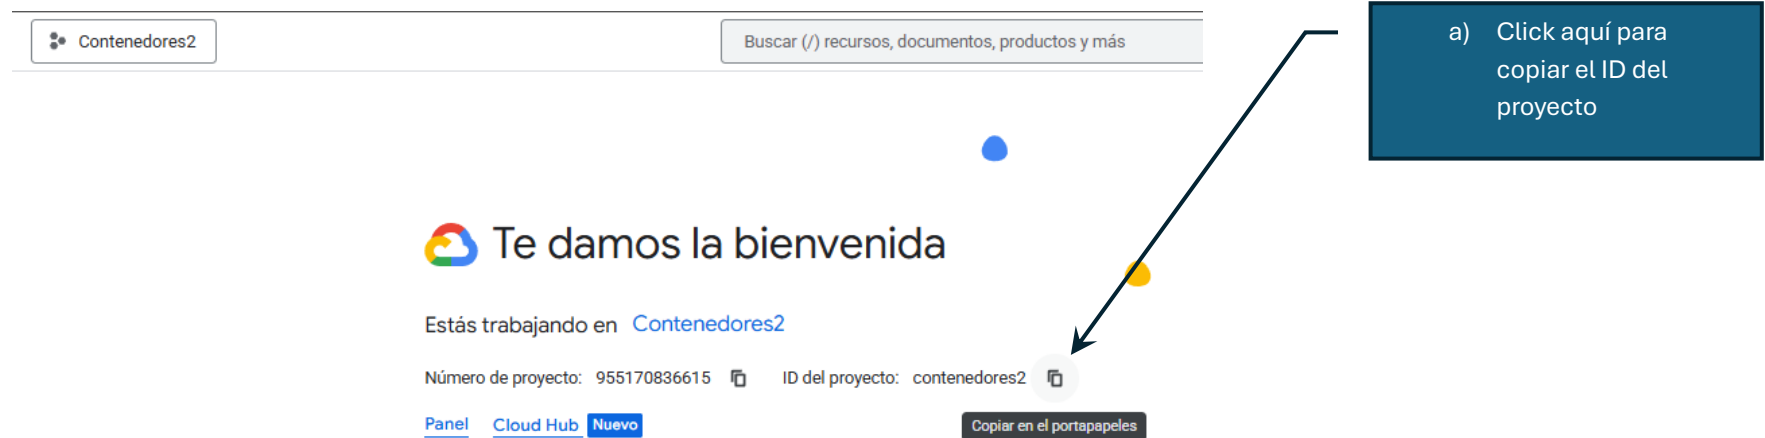 Contenedores2
Buscar (/) recursos, documentos, productos y más
a) Click aquí para
copiar el ID del
proyecto
Te damos la bienvenida
Estás trabajando en Contenedores2
Número de proyecto: 955170836615 ID del proyecto: contenedores2
Panel Cloud Hub Nuevo Copiar en el portapapeles